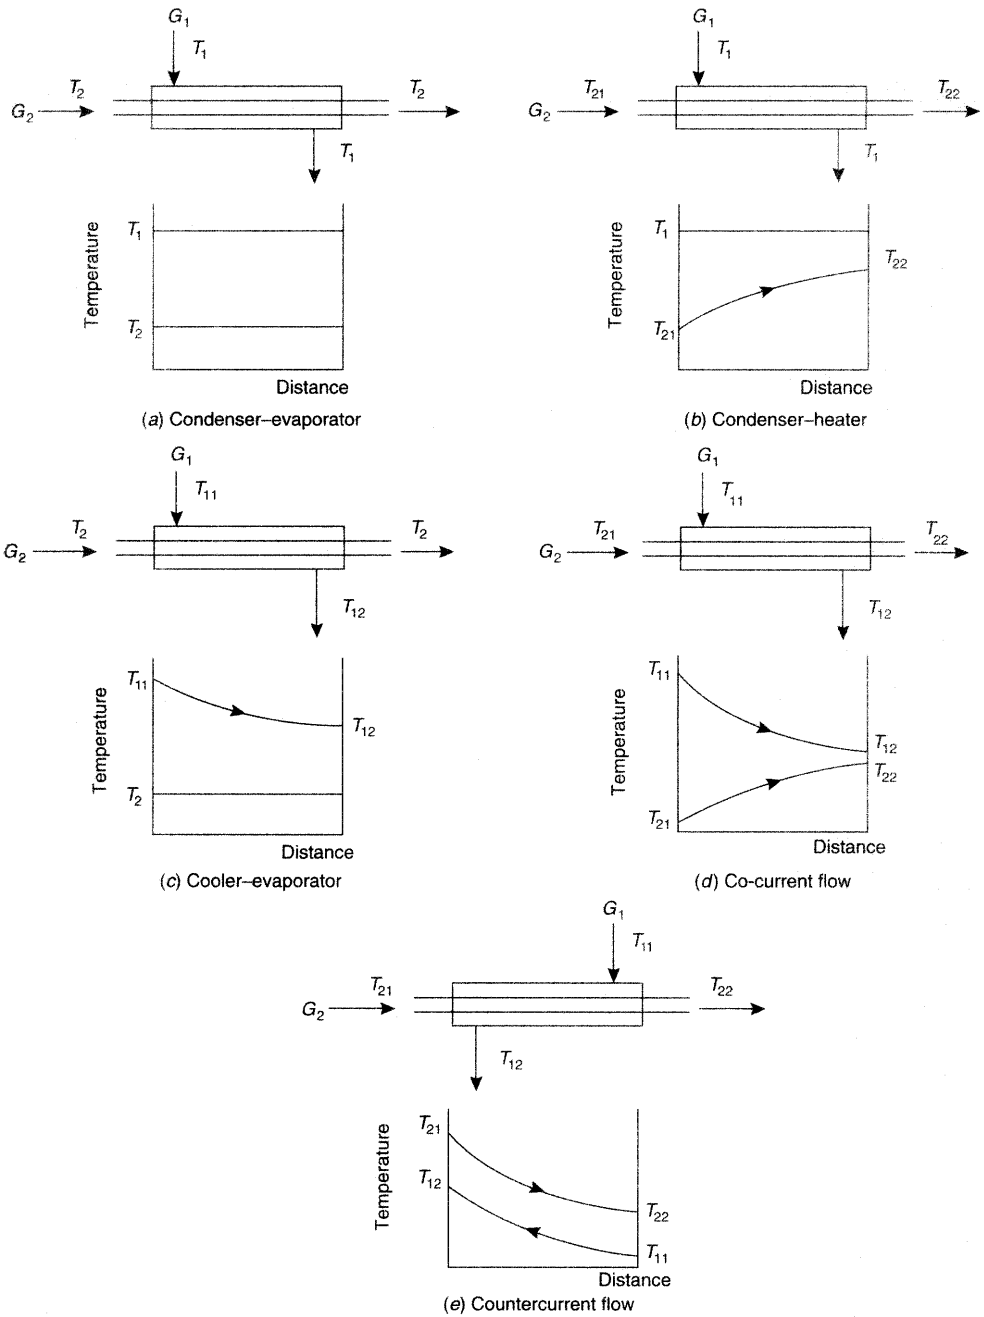 G₁
T₁
T₂
T₂
G₂
T₁
Temperature
T₁
T₂
Distance
(a) Condenser–evaporator
G₁
T₁
T₂₁
T₂₂
G₂
T₁
Temperature
T₁
T₂₂
T₂₁
Distance
(b) Condenser–heater
G₁
T₁₁
T₂
T₂
G₂
T₁₂
Temperature
T₁₁
T₁₂
T₂
Distance
(c) Cooler–evaporator
G₁
T₁₁
T₂₁
T₂₂
G₂
T₁₂
Temperature
T₁₁
T₁₂
T₂₂
T₂₁
Distance
(d) Co-current flow
G₁
T₁₁
T₂₁
T₂₂
G₂
T₁₂
Temperature
T₂₁
T₁₂
T₂₂
T₁₁
Distance
(e) Countercurrent flow